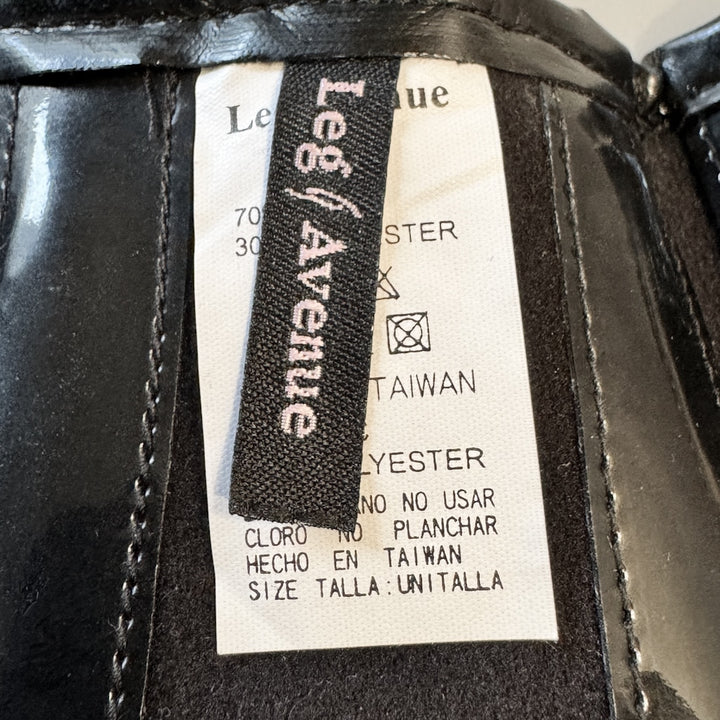 Leg Avenue
Le ue
70
30 STER
TAIWAN
LYESTER
NO NO USAR
CLORO NO PLANCHAR
HECHO EN TAIWAN
SIZE TALLA:UNITALLA